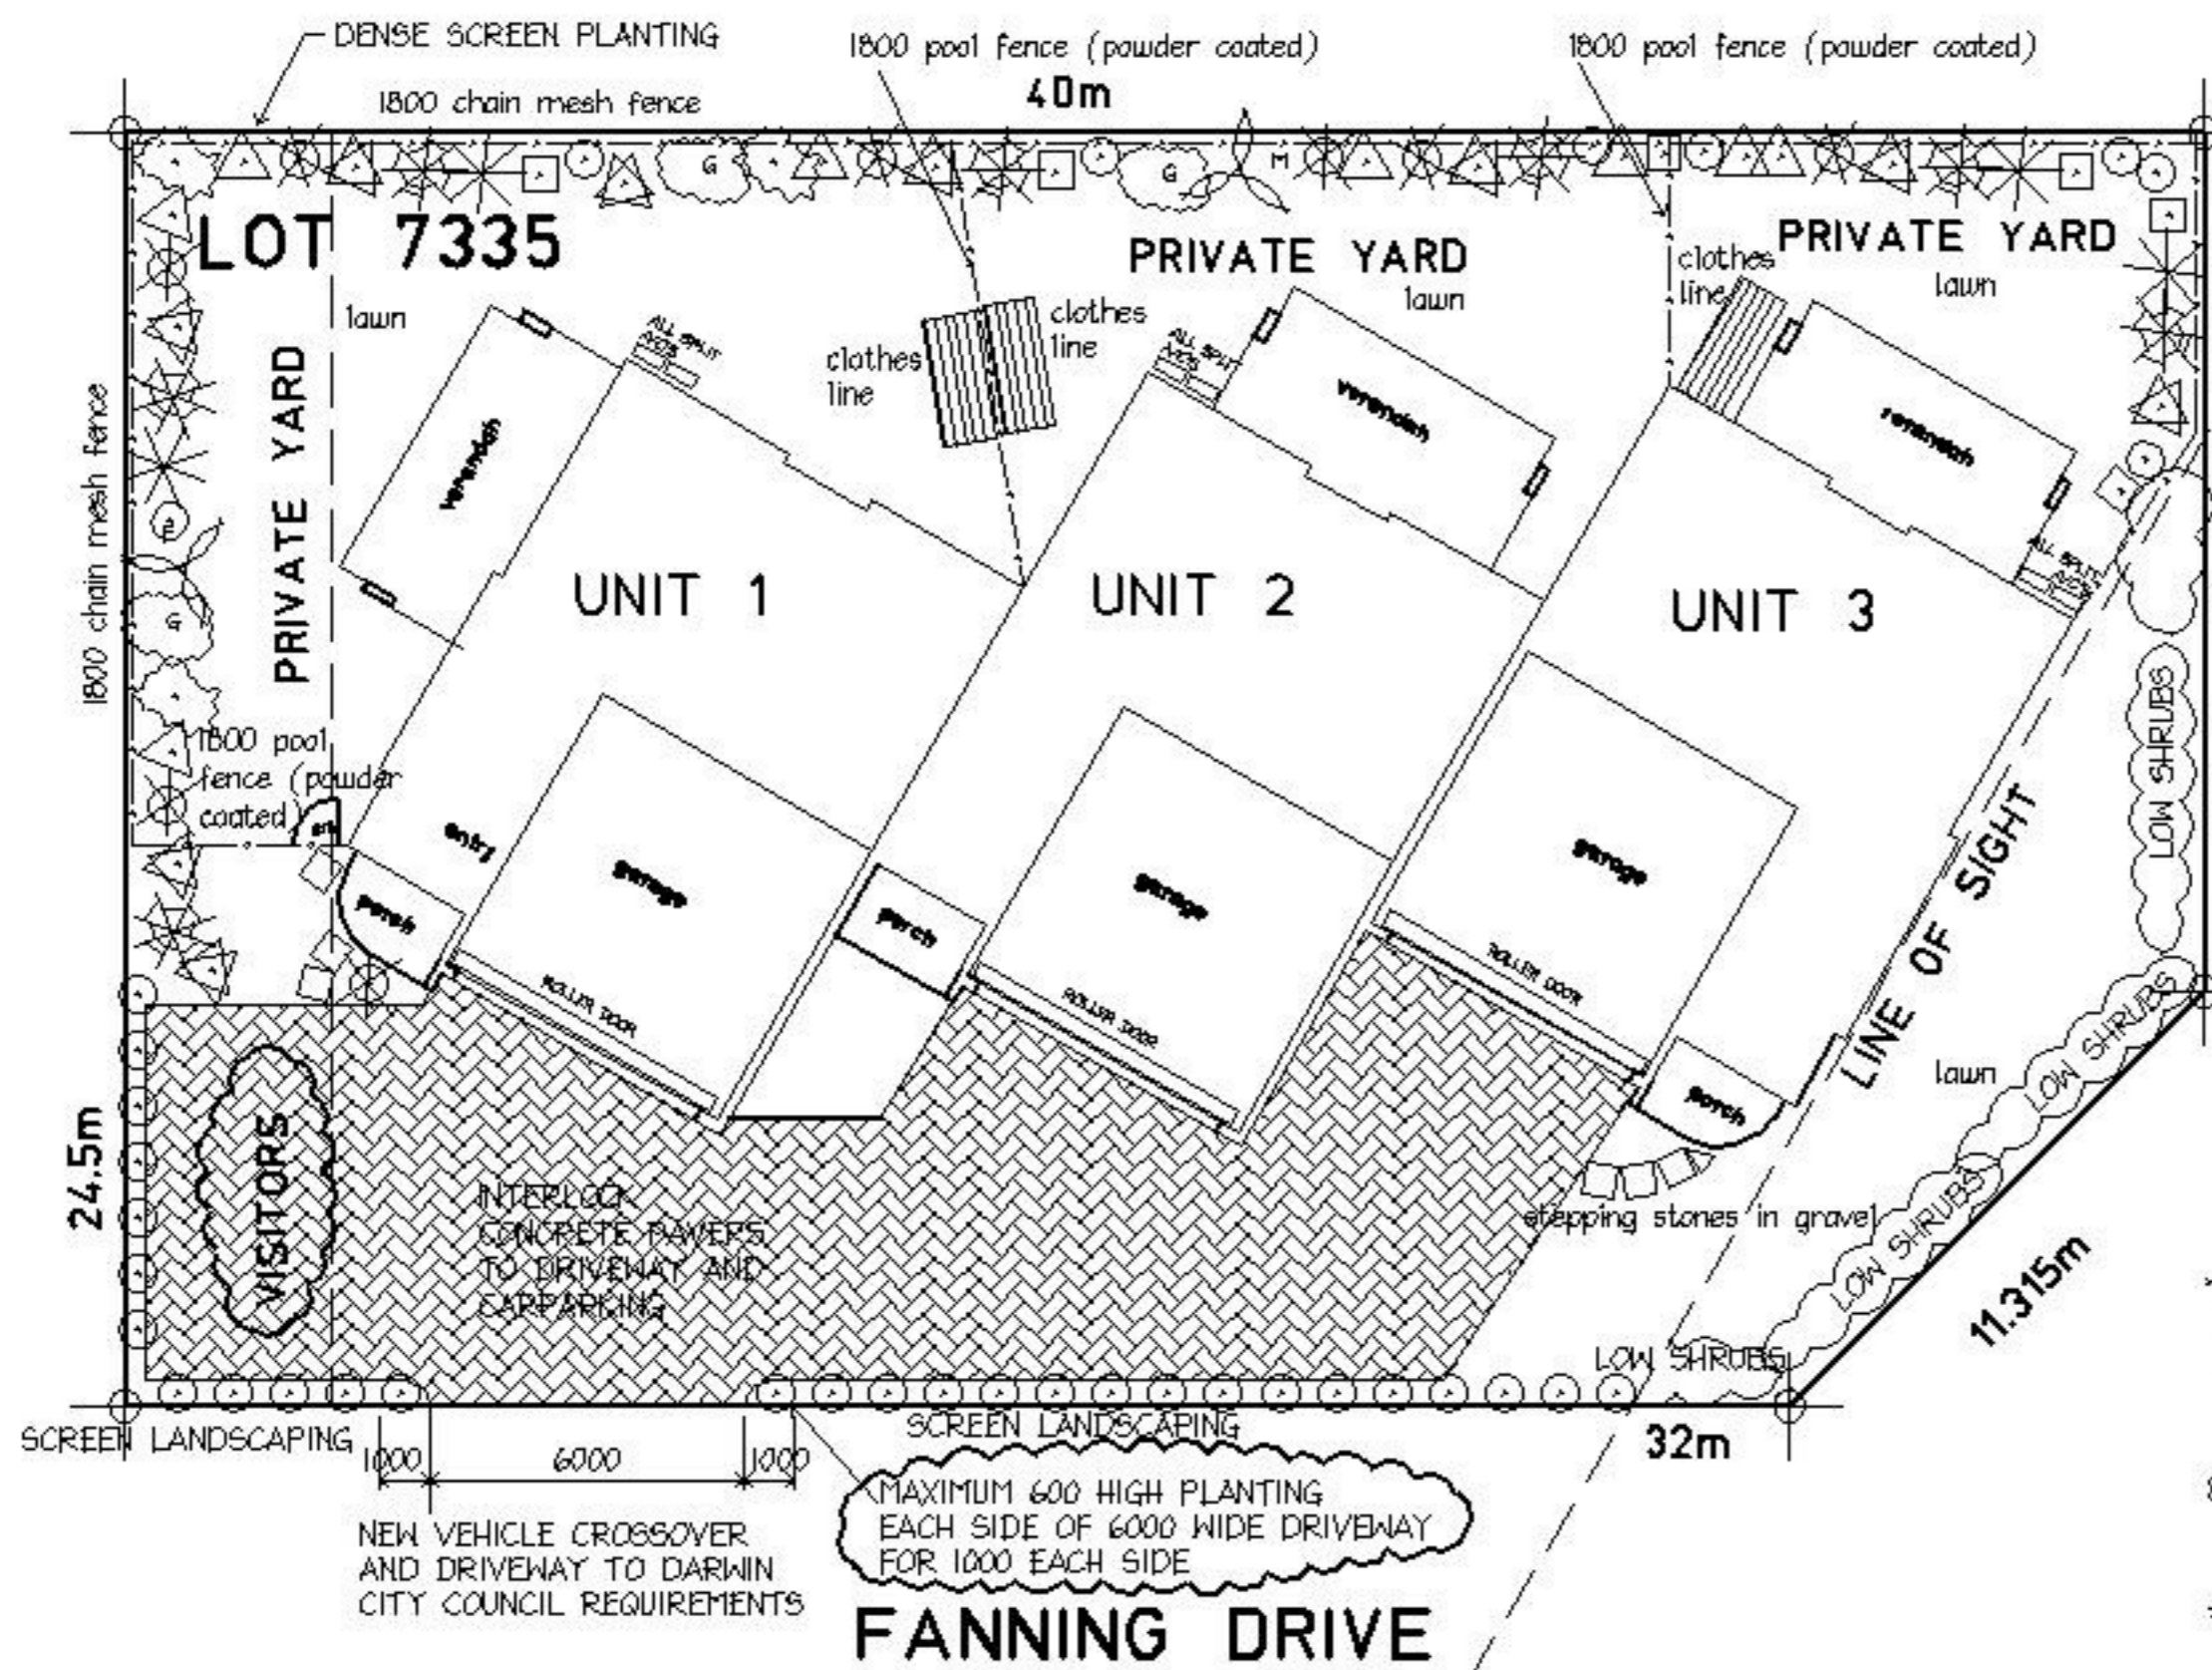 DENSE SCREEN PLANTING
1800 pool fence (powder coated)
1800 pool fence (powder coated)
1800 chain mesh fence
40m
G
G
M
LOT 7335
PRIVATE YARD
PRIVATE YARD
clothes
line
lawn
lawn
lawn
ALL SPLIT
A/C'S
clothes
line
clothes
line
ALL SPLIT
A/C'S
verandah
verandah
verandah
1800 chain mesh fence
PRIVATE YARD
ALL SPLIT
A/C'S
UNIT 1
UNIT 2
UNIT 3
G
LOW SHRUBS
1800 pool
fence (powder
coated)
entry
garage
garage
garage
LINE OF SIGHT
porch
porch
porch
ROLLER DOOR
ROLLER DOOR
ROLLER DOOR
lawn
LOW SHRUBS
24.5m
VISITORS
INTERLOCK
CONCRETE PAVERS
TO DRIVEWAY AND
CARPARKING
stepping stones in gravel
LOW SHRUBS
11.315m
LOW SHRUBS
SCREEN LANDSCAPING
SCREEN LANDSCAPING
32m
1000
6000
1000
MAXIMUM 600 HIGH PLANTING
EACH SIDE OF 6000 WIDE DRIVEWAY
FOR 1000 EACH SIDE
NEW VEHICLE CROSSOVER
AND DRIVEWAY TO DARWIN
CITY COUNCIL REQUIREMENTS
FANNING DRIVE